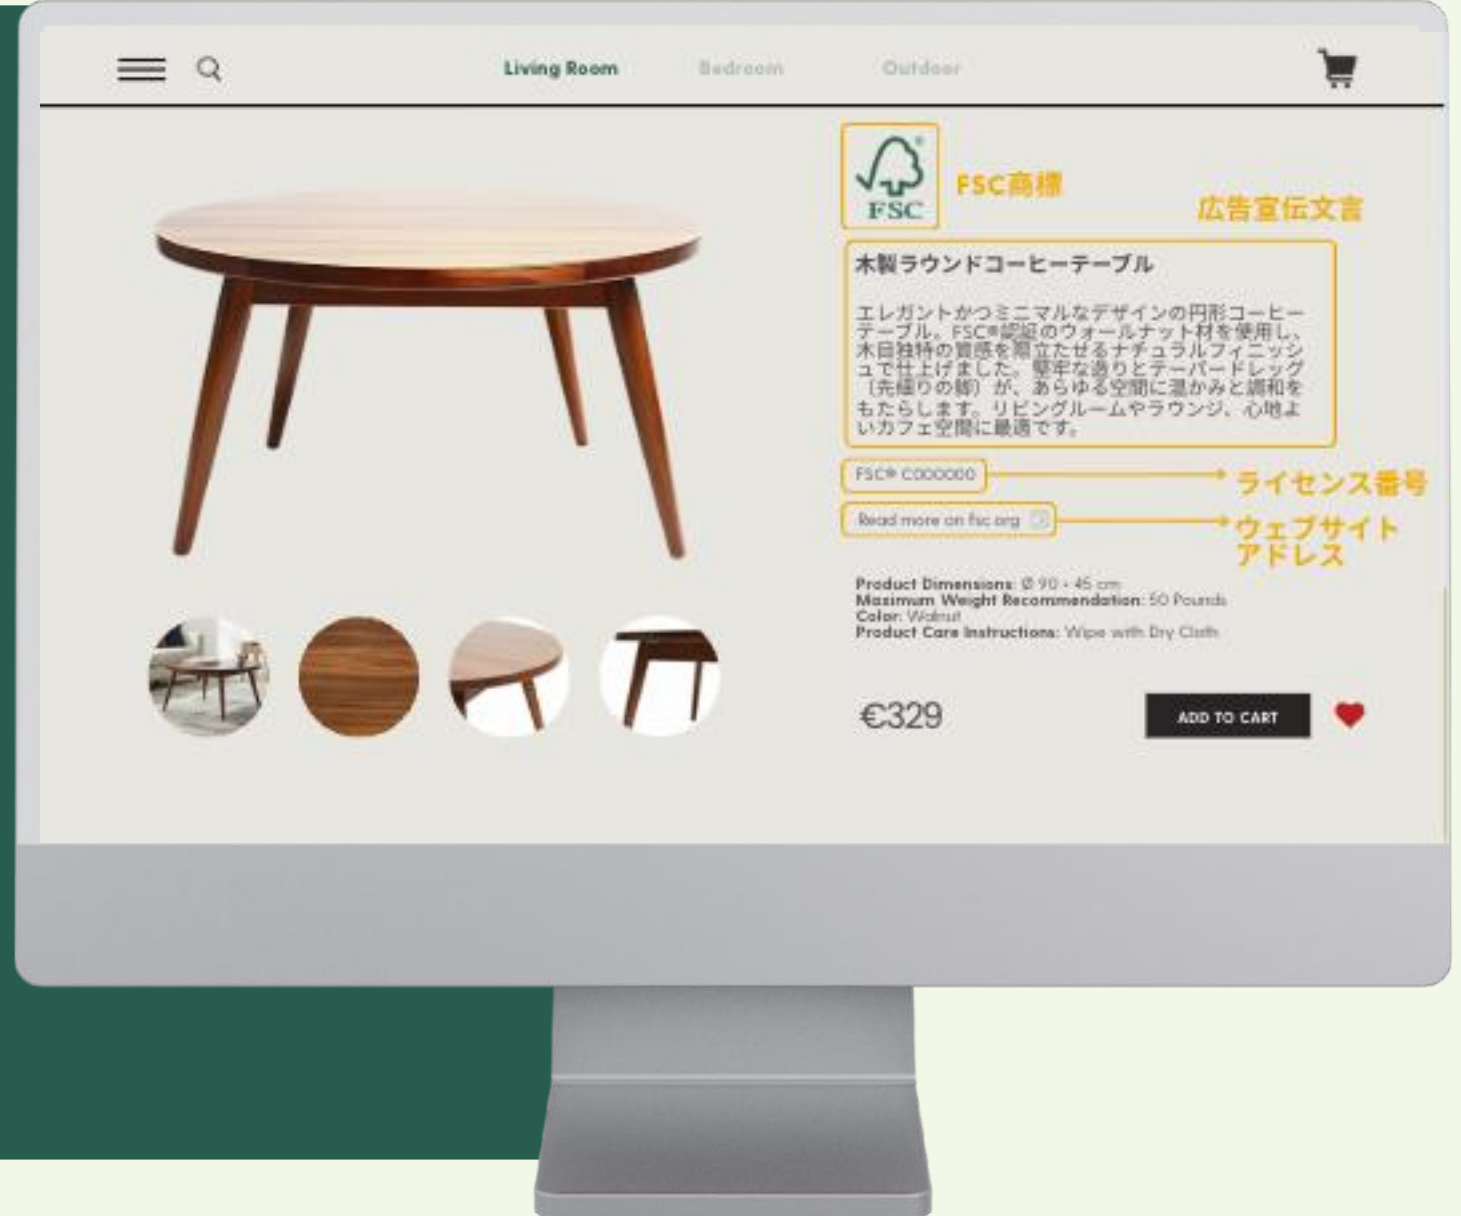 Living Room Bedroom Outdoor
FSC
FSC商標
広告宣伝文言
木製ラウンドコーヒーテーブル
エレガントかつミニマルなデザインの円形コーヒー
テーブル。FSC®認証のウォールナット材を使用し、
木目独特の質感を際立たせるナチュラルフィニッシ
ュで仕上げました。堅牢な造りとテーパードレッグ
(先細りの脚)が、あらゆる空間に温かみと調和を
もたらします。リビングルームやラウンジ、心地よ
いカフェ空間に最適です。
FSC® C000000
ライセンス番号
Read more on fsc.org
ウェブサイト
アドレス
Product Dimensions: Ø 90 × 45 cm
Maximum Weight Recommendation: 50 Pounds
Color: Walnut
Product Care Instructions: Wipe with Dry Cloth
€329
ADD TO CART